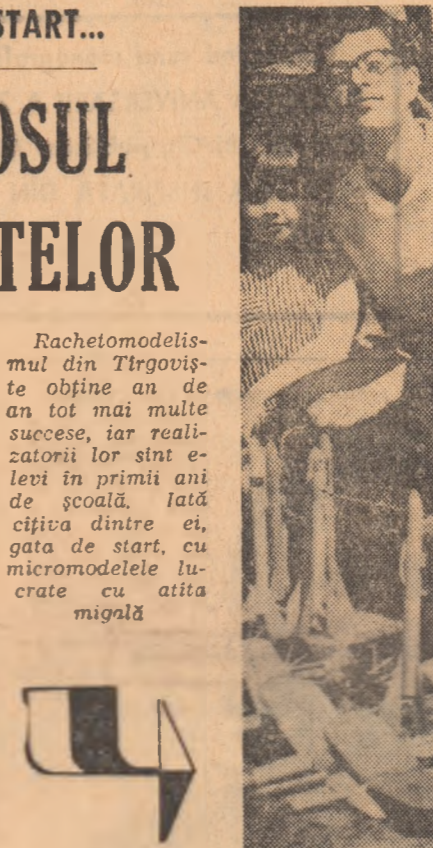 START...
OSUL
TELOR
Rachetomodelis-
mul din Tîrgoviş-
te obţine an de
an tot mai multe
succese, iar reali-
zatorii lor sînt e-
levi în primii ani
de şcoală. Iată
cîţiva dintre ei,
gata de start, cu
micromodelele lu-
crate cu atîta
migală